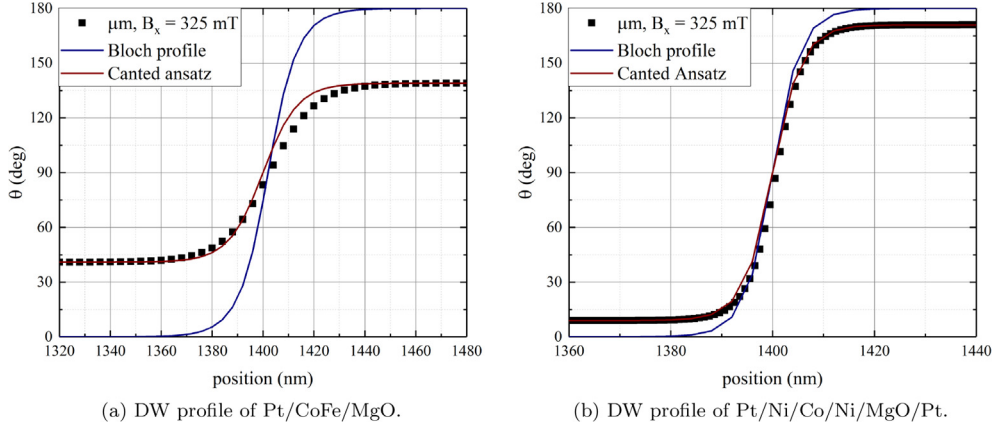 180
150
120
90
60
30
0
θ (deg)
μm, Bₓ = 325 mT
Bloch profile
Canted ansatz
1320 1340 1360 1380 1400 1420 1440 1460 1480
position (nm)
(a) DW profile of Pt/CoFe/MgO.
180
150
120
90
60
30
0
θ (deg)
μm, Bₓ = 325 mT
Bloch profile
Canted Ansatz
1360 1380 1400 1420 1440
position (nm)
(b) DW profile of Pt/Ni/Co/Ni/MgO/Pt.